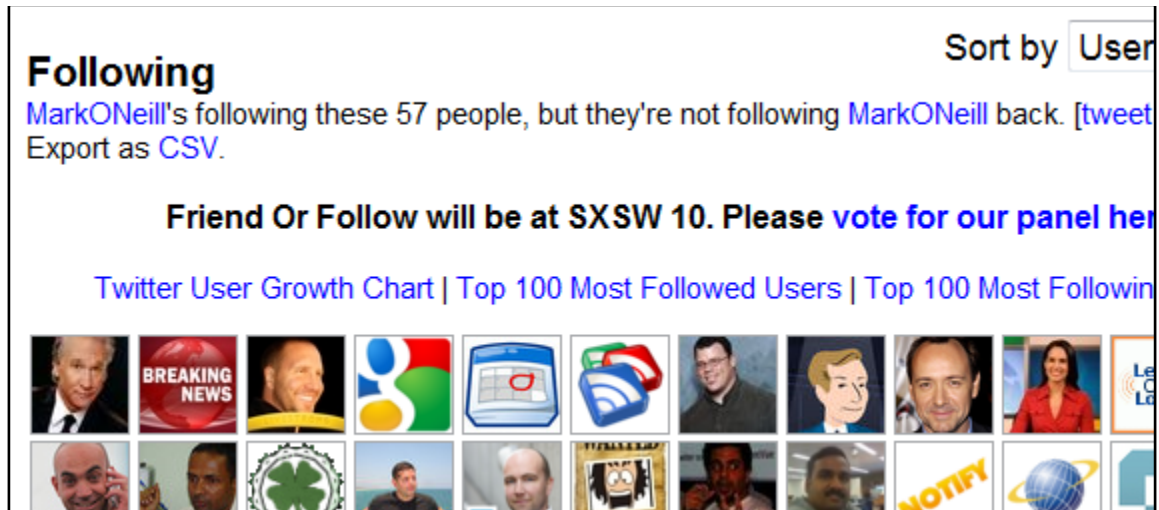 Sort by User
Following
MarkONeill's following these 57 people, but they're not following MarkONeill back. [tweet
Export as CSV.
Friend Or Follow will be at SXSW 10. Please vote for our panel her
Twitter User Growth Chart | Top 100 Most Followed Users | Top 100 Most Followin
BREAKING
NEWS
WANTED
NOTIFY